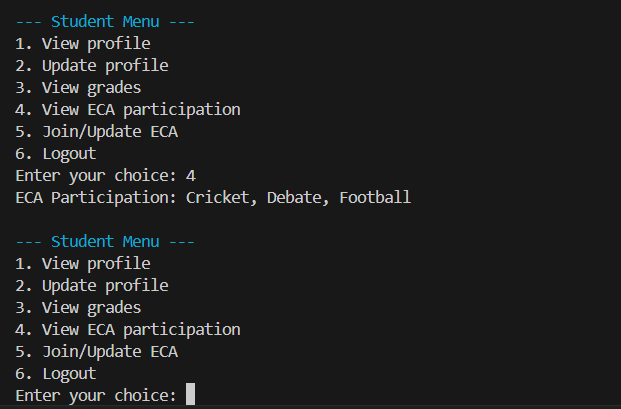 --- Student Menu ---
1. View profile
2. Update profile
3. View grades
4. View ECA participation
5. Join/Update ECA
6. Logout
Enter your choice: 4
ECA Participation: Cricket, Debate, Football
--- Student Menu ---
1. View profile
2. Update profile
3. View grades
4. View ECA participation
5. Join/Update ECA
6. Logout
Enter your choice: